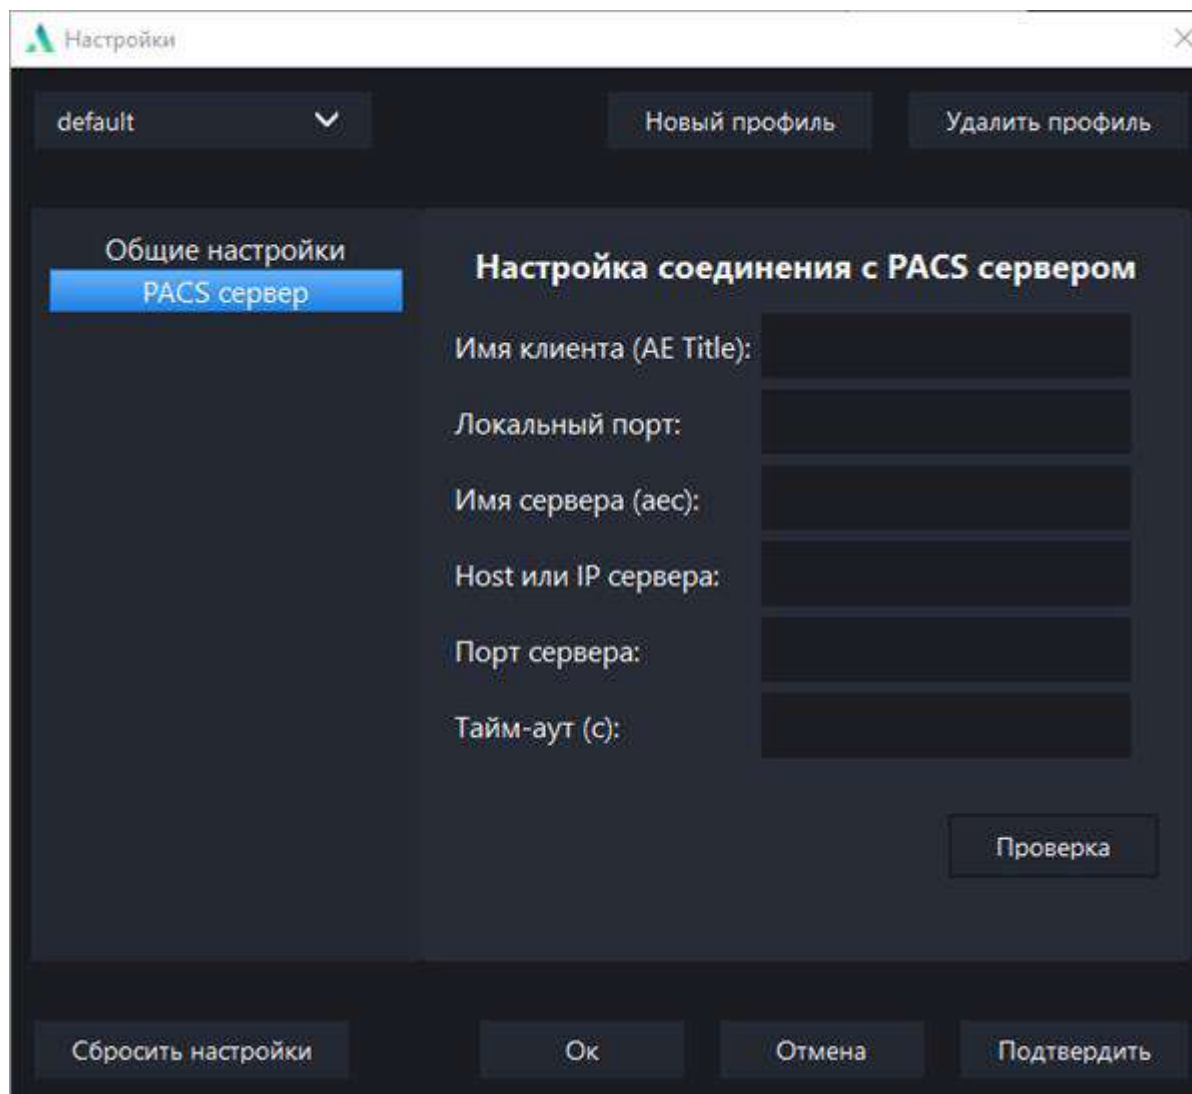 Настройки
default
Новый профиль
Удалить профиль
Общие настройки
PACS сервер
Настройка соединения с PACS сервером
Имя клиента (AE Title):
Локальный порт:
Имя сервера (aec):
Host или IP сервера:
Порт сервера:
Тайм-аут (с):
Проверка
Сбросить настройки
Ок
Отмена
Подтвердить